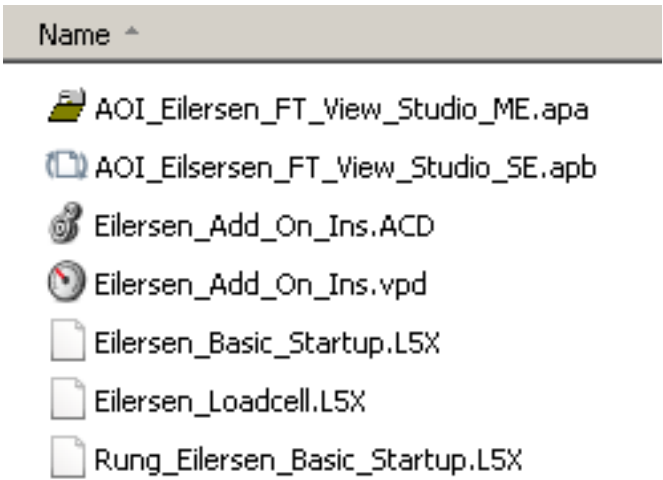 Name
AOI_Eilersen_FT_View_Studio_ME.apa
AOI_Eilsersen_FT_View_Studio_SE.apb
Eilersen_Add_On_Ins.ACD
Eilersen_Add_On_Ins.vpd
Eilersen_Basic_Startup.L5X
Eilersen_Loadcell.L5X
Rung_Eilersen_Basic_Startup.L5X